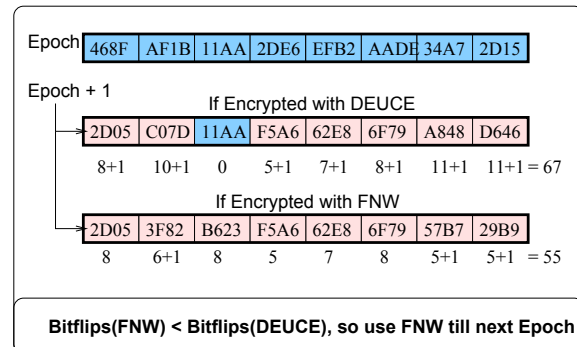 Epoch 468F AF1B 11AA 2DE6 EFB2 AADE 34A7 2D15
Epoch + 1
If Encrypted with DEUCE
2D05 C07D 11AA F5A6 62E8 6F79 A848 D646
8+1 10+1 0 5+1 7+1 8+1 11+1 11+1 = 67
If Encrypted with FNW
2D05 3F82 B623 F5A6 62E8 6F79 57B7 29B9
8 6+1 8 5 7 8 5+1 5+1 = 55
Bitflips(FNW) < Bitflips(DEUCE), so use FNW till next Epoch